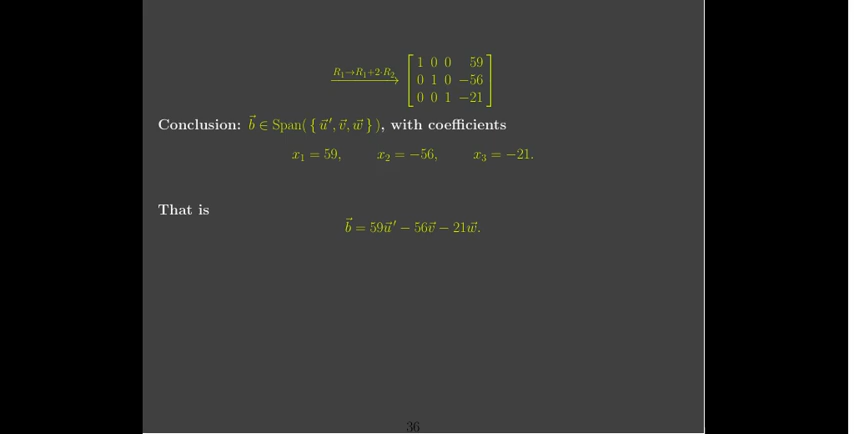 R₁→R₁+2·R₂
1 0 0 59
0 1 0 −56
0 0 1 −21
Conclusion: b⃗ ∈ Span( { u⃗ ′, v⃗, w⃗ } ), with coefficients
x₁ = 59, x₂ = −56, x₃ = −21.
That is
b⃗ = 59u⃗ ′ − 56v⃗ − 21w⃗.
36